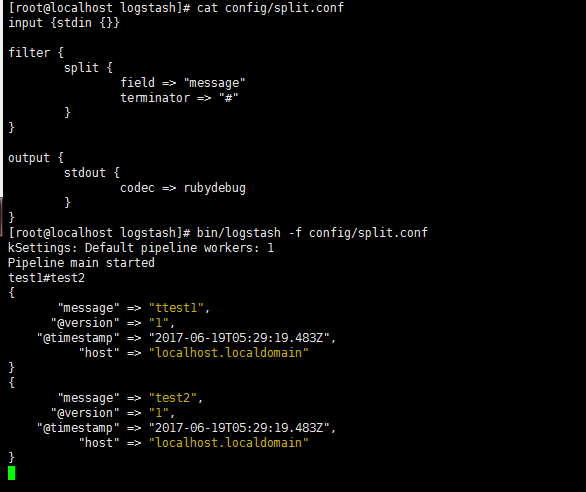 [root@localhost logstash]# cat config/split.conf
input {stdin {}}
filter {
        split {
                field => "message"
                terminator => "#"
        }
}
output {
        stdout {
                codec => rubydebug
        }
}
[root@localhost logstash]# bin/logstash -f config/split.conf
kSettings: Default pipeline workers: 1
Pipeline main started
test1#test2
{
       "message" => "ttest1",
      "@version" => "1",
    "@timestamp" => "2017-06-19T05:29:19.483Z",
          "host" => "localhost.localdomain"
}
{
       "message" => "test2",
      "@version" => "1",
    "@timestamp" => "2017-06-19T05:29:19.483Z",
          "host" => "localhost.localdomain"
}